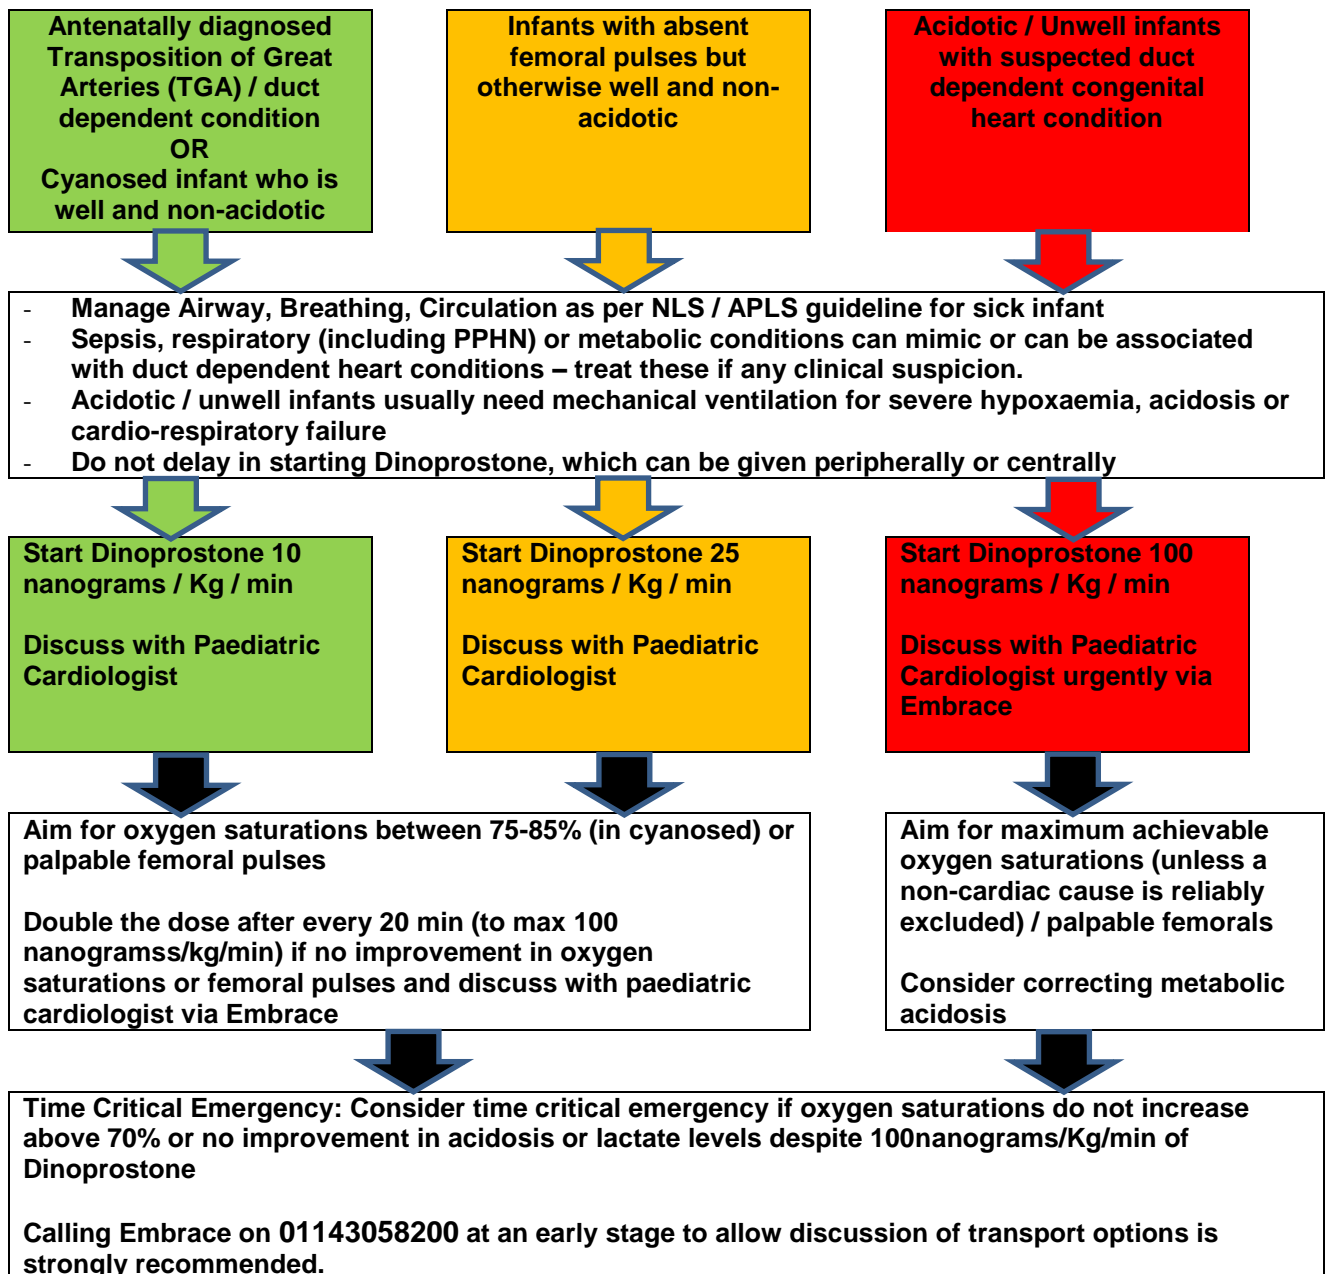 Antenatally diagnosed
Transposition of Great
Arteries (TGA) / duct
dependent condition
OR
Cyanosed infant who is
well and non-acidotic
Infants with absent
femoral pulses but
otherwise well and non-
acidotic
Acidotic / Unwell infants
with suspected duct
dependent congenital
heart condition
- Manage Airway, Breathing, Circulation as per NLS / APLS guideline for sick infant
- Sepsis, respiratory (including PPHN) or metabolic conditions can mimic or can be associated
with duct dependent heart conditions – treat these if any clinical suspicion.
- Acidotic / unwell infants usually need mechanical ventilation for severe hypoxaemia, acidosis or
cardio-respiratory failure
- Do not delay in starting Dinoprostone, which can be given peripherally or centrally
Start Dinoprostone 10
nanograms / Kg / min
Discuss with Paediatric
Cardiologist
Start Dinoprostone 25
nanograms / Kg / min
Discuss with Paediatric
Cardiologist
Start Dinoprostone 100
nanograms / Kg / min
Discuss with Paediatric
Cardiologist urgently via
Embrace
Aim for oxygen saturations between 75-85% (in cyanosed) or
palpable femoral pulses
Double the dose after every 20 min (to max 100
nanogramss/kg/min) if no improvement in oxygen
saturations or femoral pulses and discuss with paediatric
cardiologist via Embrace
Aim for maximum achievable
oxygen saturations (unless a
non-cardiac cause is reliably
excluded) / palpable femorals
Consider correcting metabolic
acidosis
Time Critical Emergency: Consider time critical emergency if oxygen saturations do not increase
above 70% or no improvement in acidosis or lactate levels despite 100nanograms/Kg/min of
Dinoprostone
Calling Embrace on 01143058200 at an early stage to allow discussion of transport options is
strongly recommended.